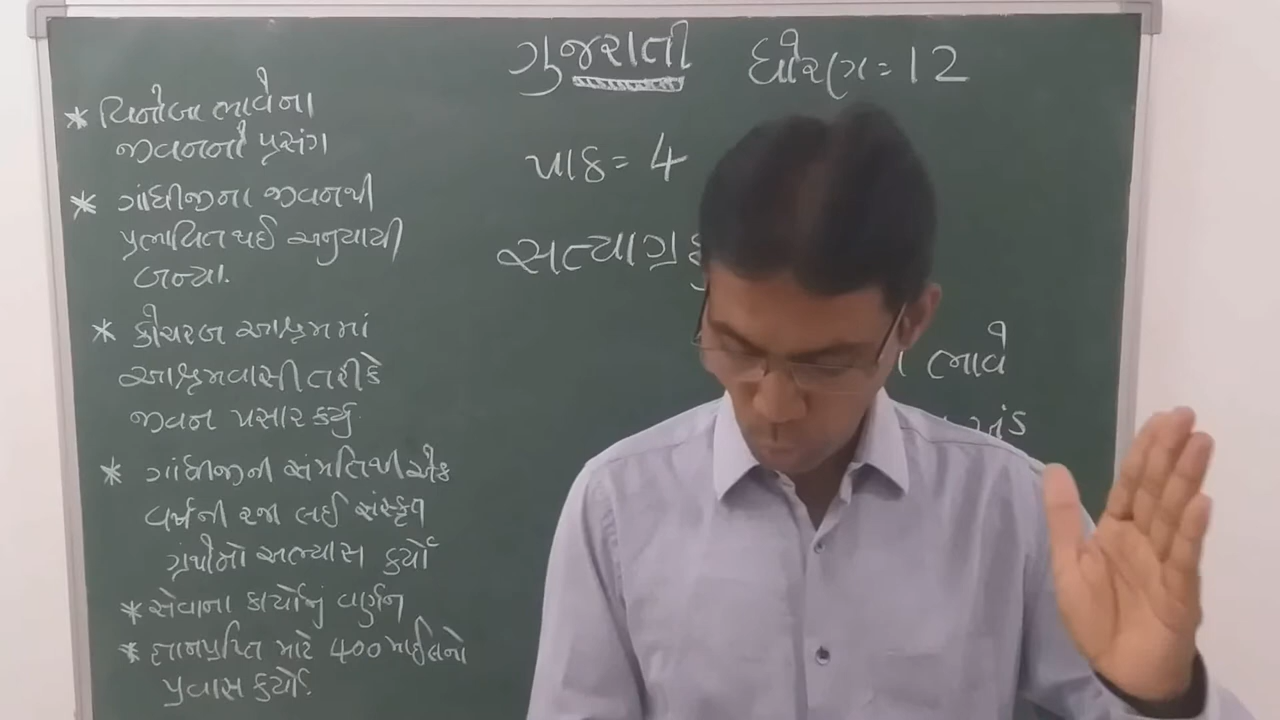 ગુજરાતી ધોરણ = 12
પાઠ = 4
સત્યાગ્ર
ભાવે
ખંડ
* વિનોબા ભાવેના
જીવનનો પ્રસંગ
* ગાંધીજીના જીવનથી
પ્રભાવિત થઈ અનુયાયી
બન્યા.
* કોચરબ આશ્રમમાં
આશ્રમવાસી તરીકે
જીવન પસાર કર્યુ
* ગાંધીજીની સંમતિથી એક
વર્ષની રજા લઈ સંસ્કૃત
ગ્રંથોનો અભ્યાસ કર્યો
* સેવાના કાર્યોનું વર્ણન
* જ્ઞાનપ્રાપ્તિ માટે 400 માઈલનો
પ્રવાસ કર્યો.